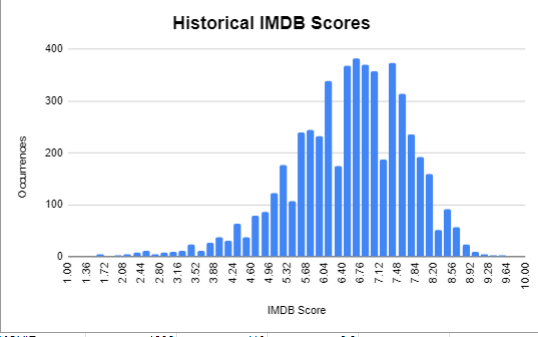 Historical IMDB Scores
400
300
200
100
0
Occurrences
1.00 1.36 1.72 2.08 2.44 2.80 3.16 3.52 3.88 4.24 4.60 4.96 5.32 5.68 6.04 6.40 6.76 7.12 7.48 7.84 8.20 8.56 8.92 9.28 9.64 10.00
IMDB Score